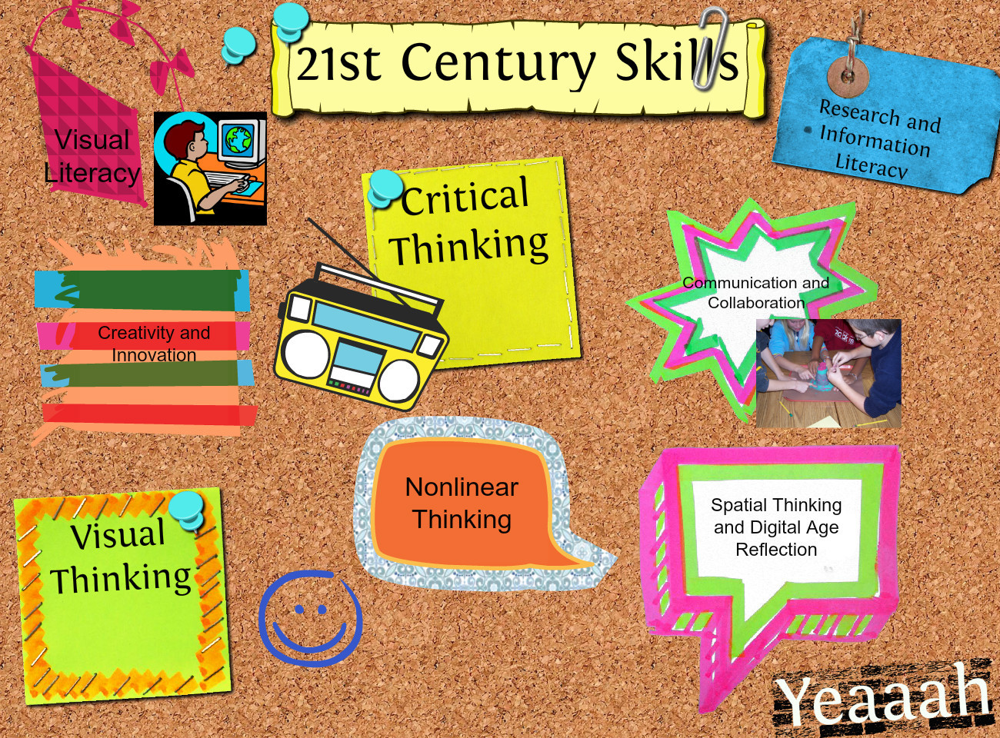 21st Century Skills
Visual
Literacy
Research and
Information
Literacy
Critical
Thinking
Communication and
Collaboration
Creativity and
Innovation
Nonlinear
Thinking
Spatial Thinking
and Digital Age
Reflection
Visual
Thinking
Yeaaah